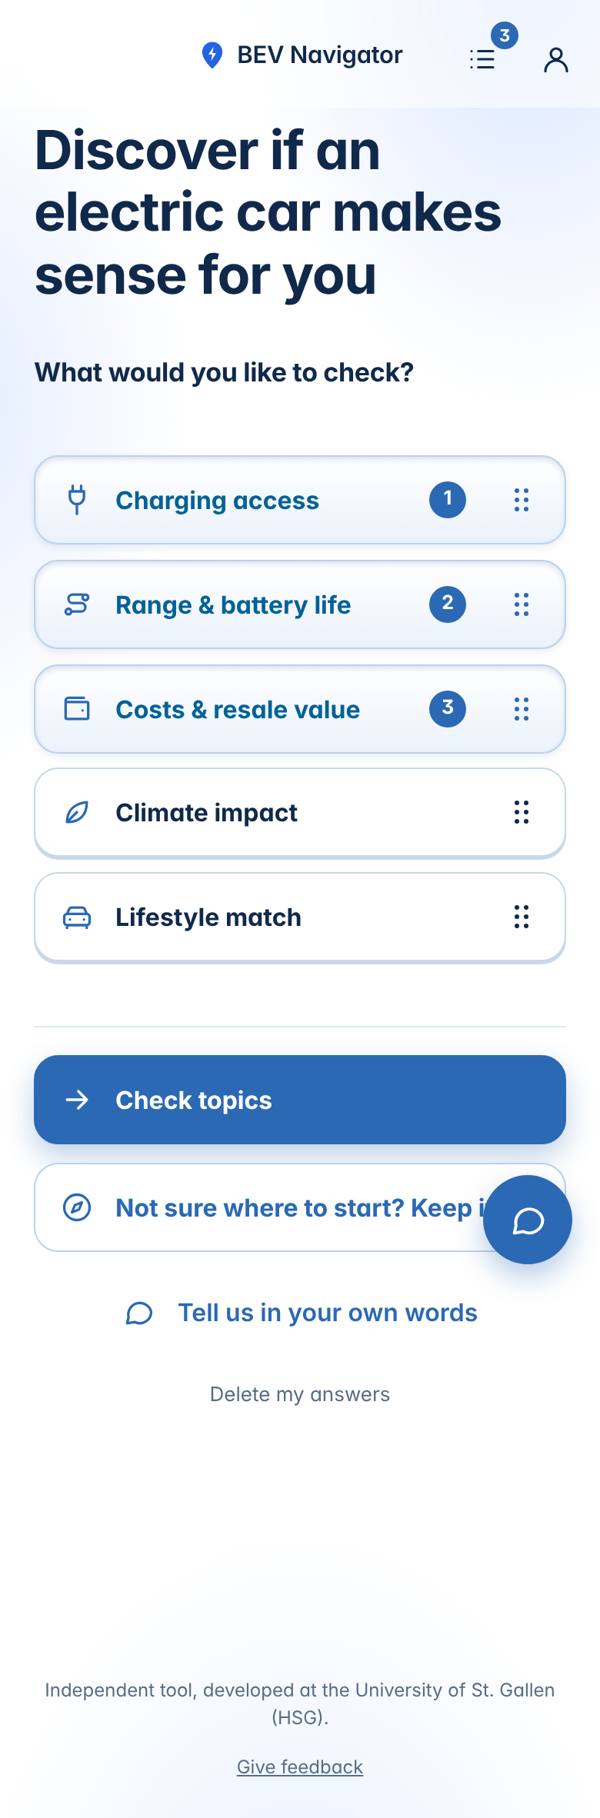 BEV Navigator
3
Discover if an
electric car makes
sense for you
What would you like to check?
Charging access 1
Range & battery life 2
Costs & resale value 3
Climate impact
Lifestyle match
Check topics
Not sure where to start? Keep
Tell us in your own words
Delete my answers
Independent tool, developed at the University of St. Gallen
(HSG).
Give feedback